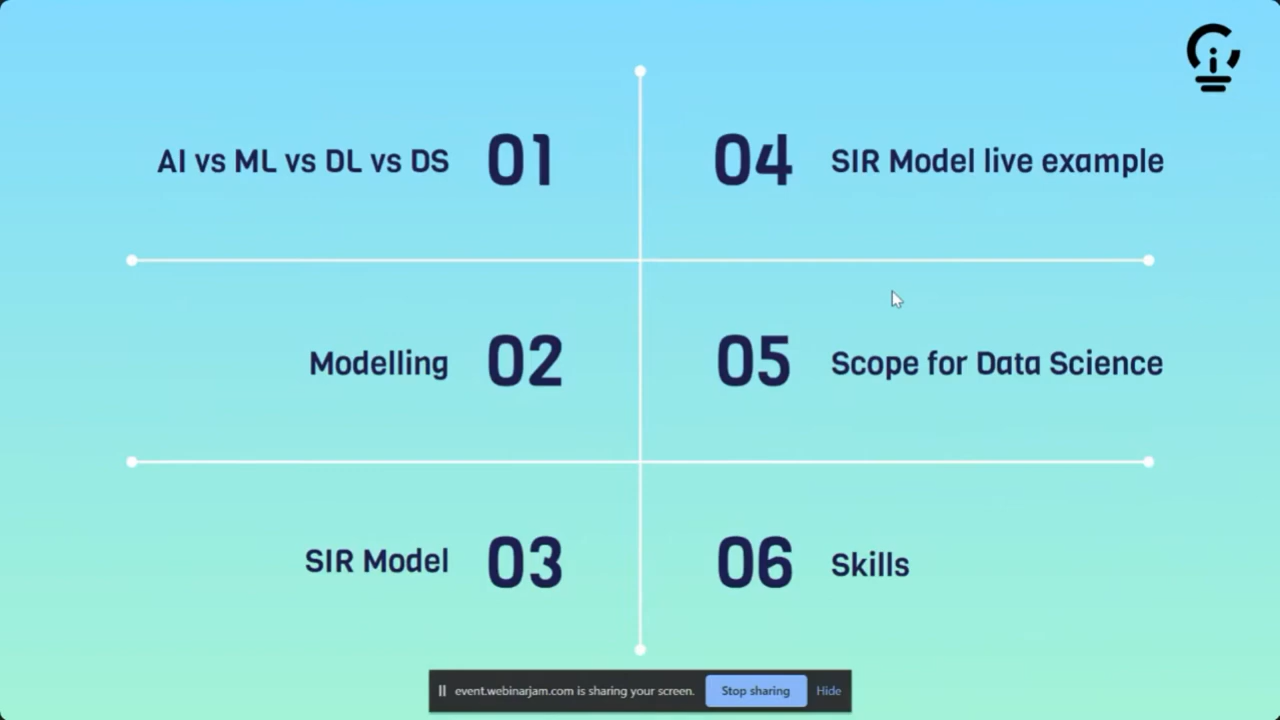 AI vs ML vs DL vs DS 01
Modelling 02
SIR Model 03
04 SIR Model live example
05 Scope for Data Science
06 Skills
event.webinarjam.com is sharing your screen. Stop sharing Hide